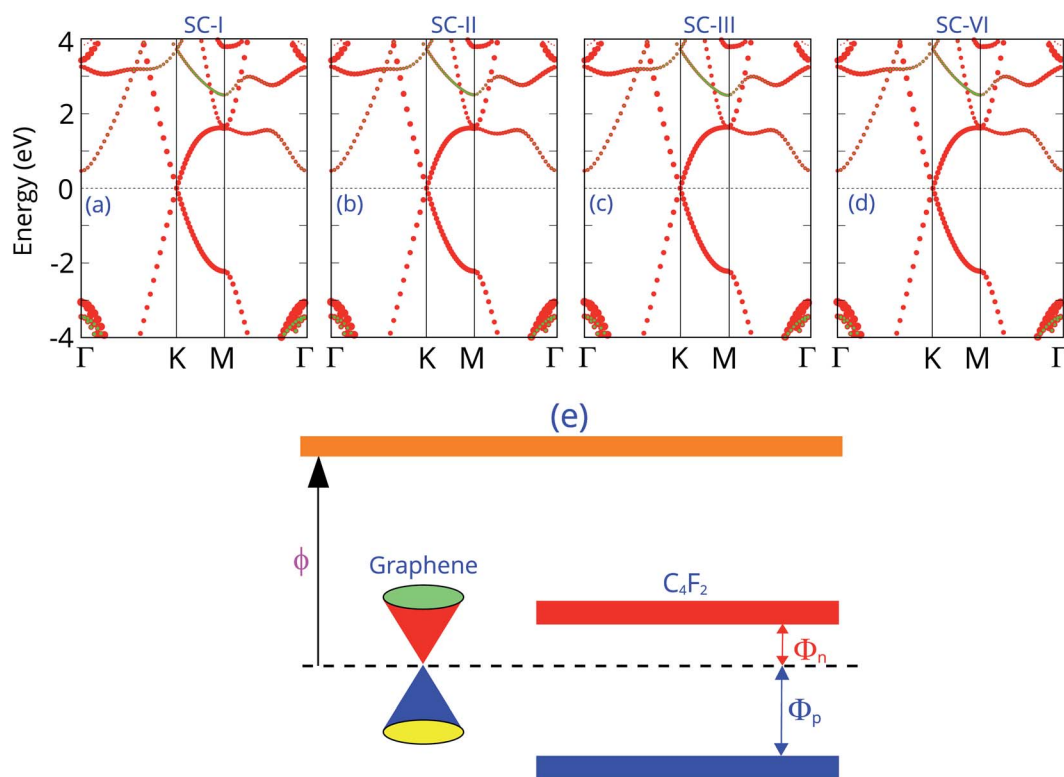 SC-I SC-II SC-III SC-VI
Energy (eV)
4
2
0
-2
-4
(a) (b) (c) (d)
Γ K M Γ Γ K M Γ Γ K M Γ Γ K M Γ
(e)
ϕ
Graphene
C₄F₂
Φₙ
Φₚ